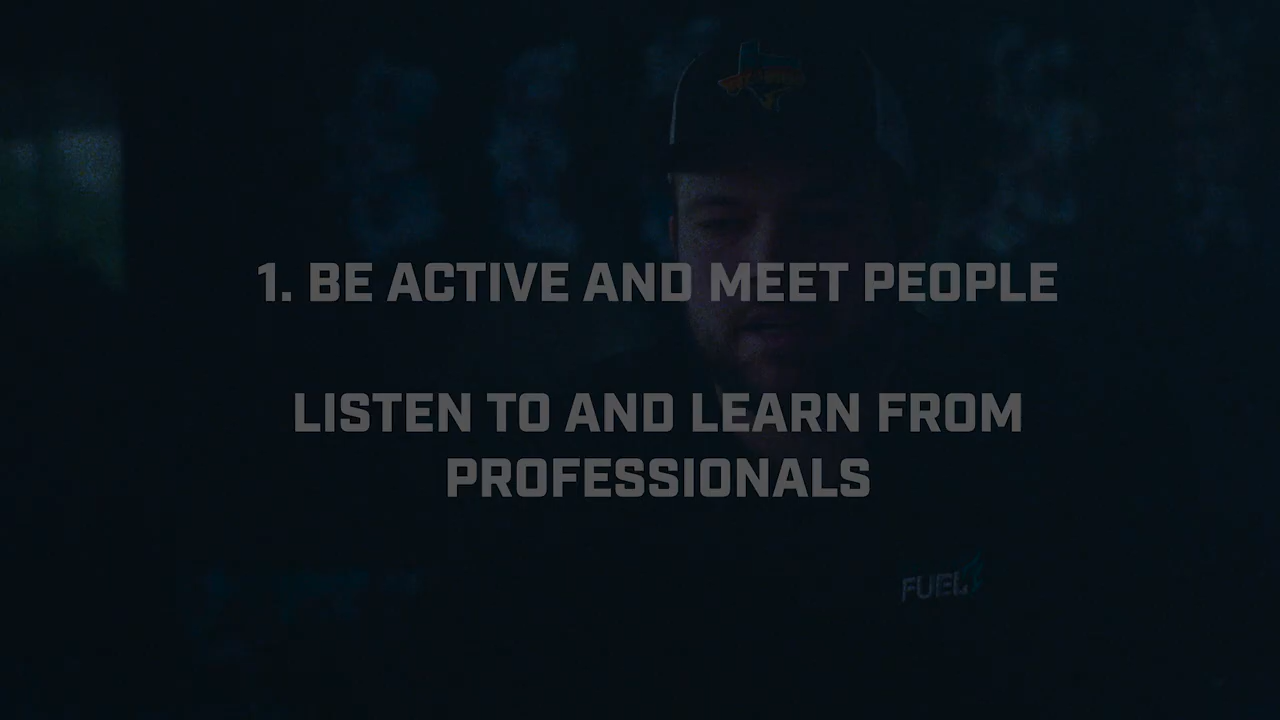 1. BE ACTIVE AND MEET PEOPLE
LISTEN TO AND LEARN FROM
PROFESSIONALS
FUEL